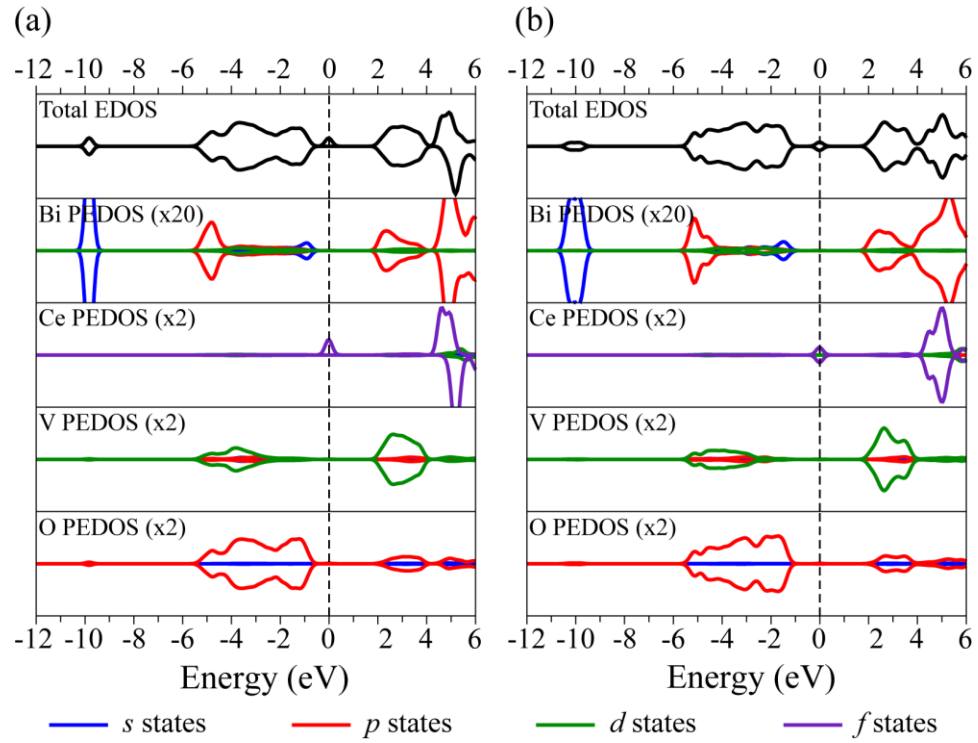 (a) (b)
-12 -10 -8 -6 -4 -2 0 2 4 6 -12 -10 -8 -6 -4 -2 0 2 4 6
Total EDOS Total EDOS
Bi PEDOS (x20) Bi PEDOS (x20)
Ce PEDOS (x2) Ce PEDOS (x2)
V PEDOS (x2) V PEDOS (x2)
O PEDOS (x2) O PEDOS (x2)
-12 -10 -8 -6 -4 -2 0 2 4 6 -12 -10 -8 -6 -4 -2 0 2 4 6
Energy (eV) Energy (eV)
s states p states d states f states